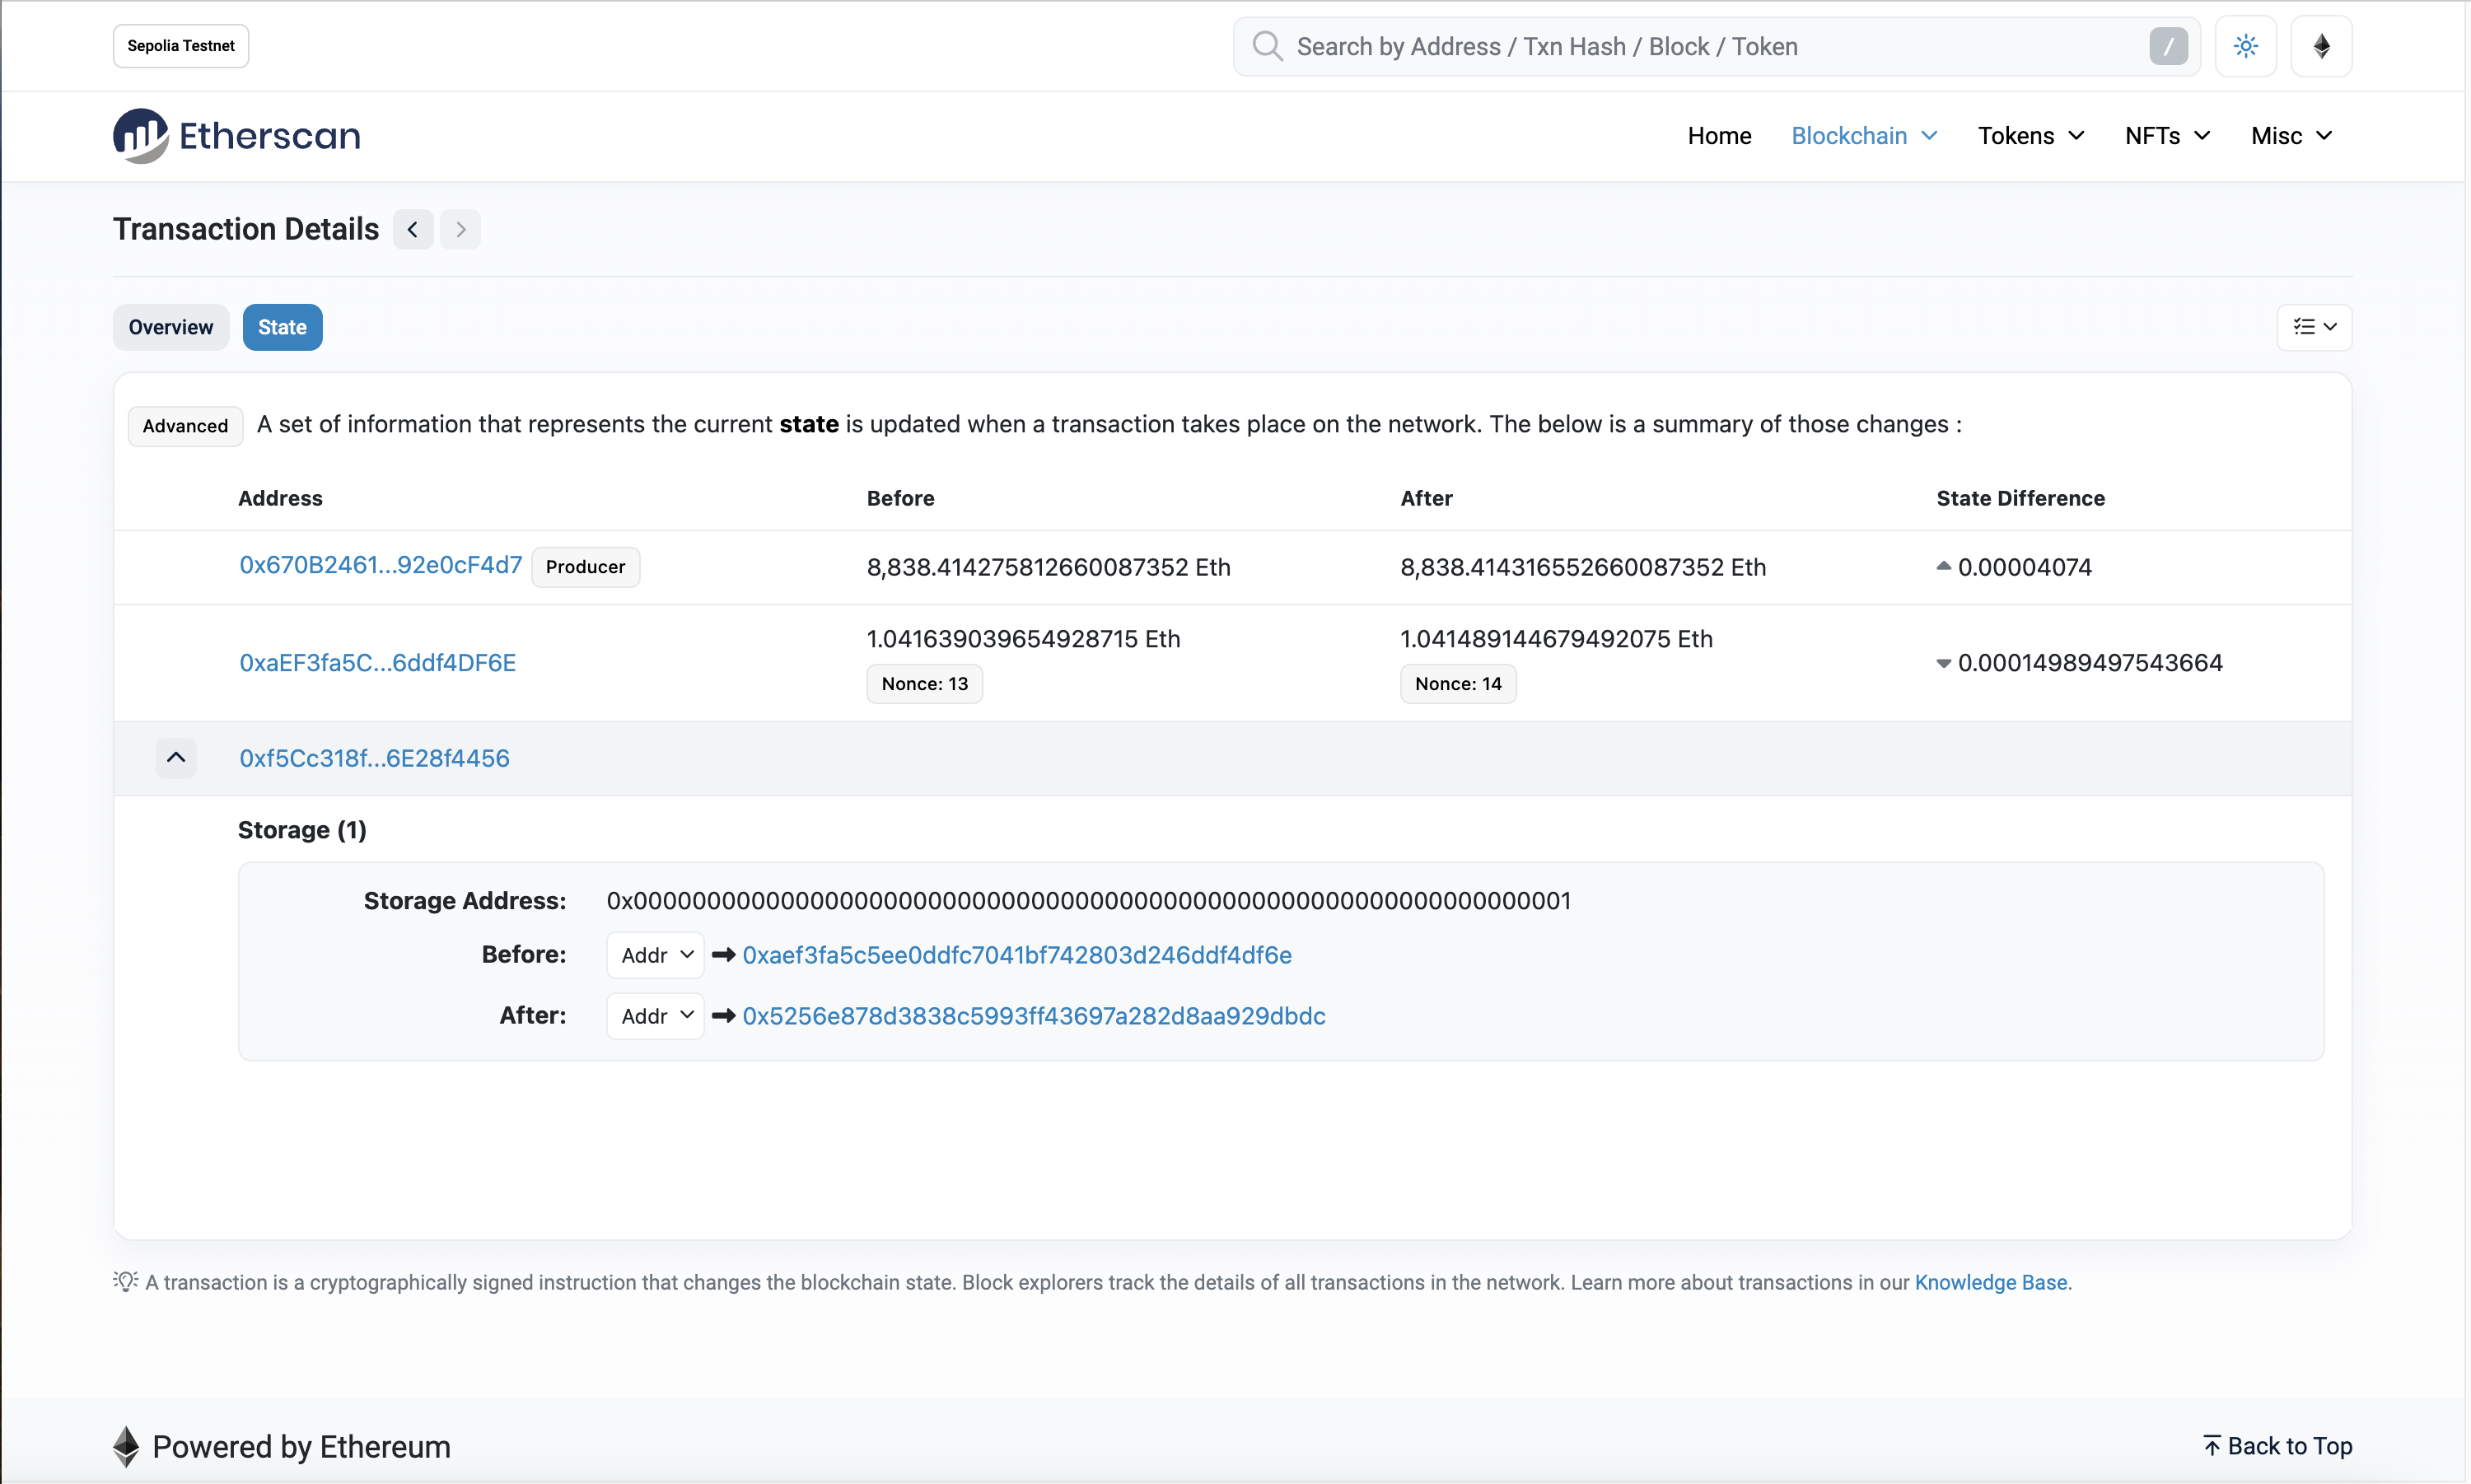 Sepolia Testnet
Search by Address / Txn Hash / Block / Token
/
Etherscan
Home
Blockchain
Tokens
NFTs
Misc
Transaction Details
Overview
State
Advanced A set of information that represents the current state is updated when a transaction takes place on the network. The below is a summary of those changes :
Address Before After State Difference
0x670B2461...92e0cF4d7 Producer 8,838.414275812660087352 Eth 8,838.414316552660087352 Eth 0.00004074
0xaEF3fa5C...6ddf4DF6E 1.041639039654928715 Eth 1.041489144679492075 Eth 0.00014989497543664
Nonce: 13 Nonce: 14
0xf5Cc318f...6E28f4456
Storage (1)
Storage Address: 0x0000000000000000000000000000000000000000000000000000000000000001
Before: Addr 0xaef3fa5c5ee0ddfc7041bf742803d246ddf4df6e
After: Addr 0x5256e878d3838c5993ff43697a282d8aa929dbdc
A transaction is a cryptographically signed instruction that changes the blockchain state. Block explorers track the details of all transactions in the network. Learn more about transactions in our Knowledge Base.
Powered by Ethereum
Back to Top